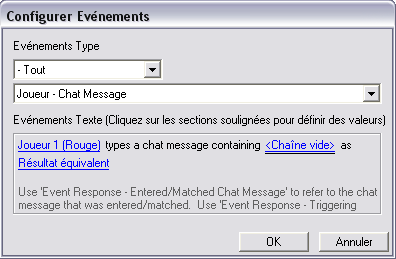 Configurer Evénements
Evénements Type
- Tout
Joueur - Chat Message
Evénements Texte (Cliquez sur les sections soulignées pour définir des valeurs)
Joueur 1 (Rouge) types a chat message containing <Chaîne vide> as
Résultat équivalent
Use 'Event Response - Entered/Matched Chat Message' to refer to the chat
message that was entered/matched. Use 'Event Response - Triggering
OK
Annuler